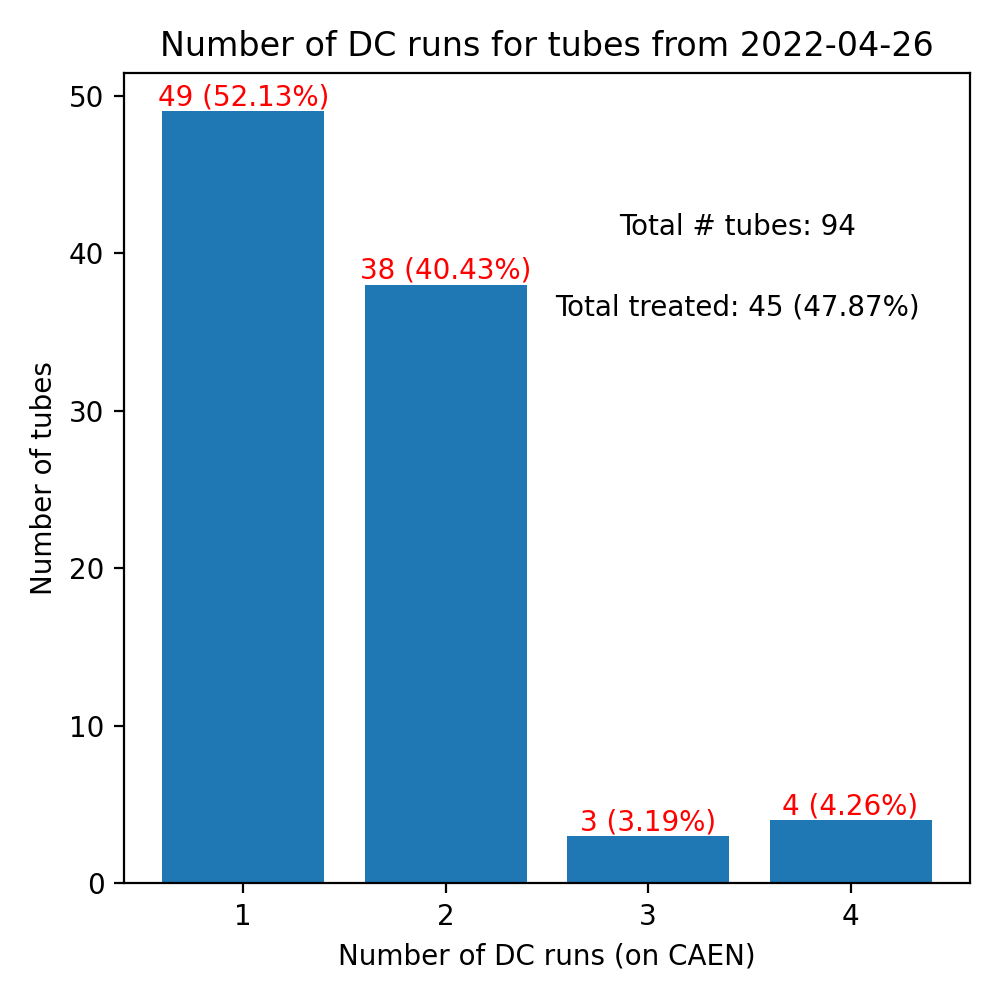 Number of DC runs for tubes from 2022-04-26
50
49 (52.13%)
Total # tubes: 94
40
38 (40.43%)
Total treated: 45 (47.87%)
Number of tubes
30
20
10
3 (3.19%)
4 (4.26%)
0
1
2
3
4
Number of DC runs (on CAEN)